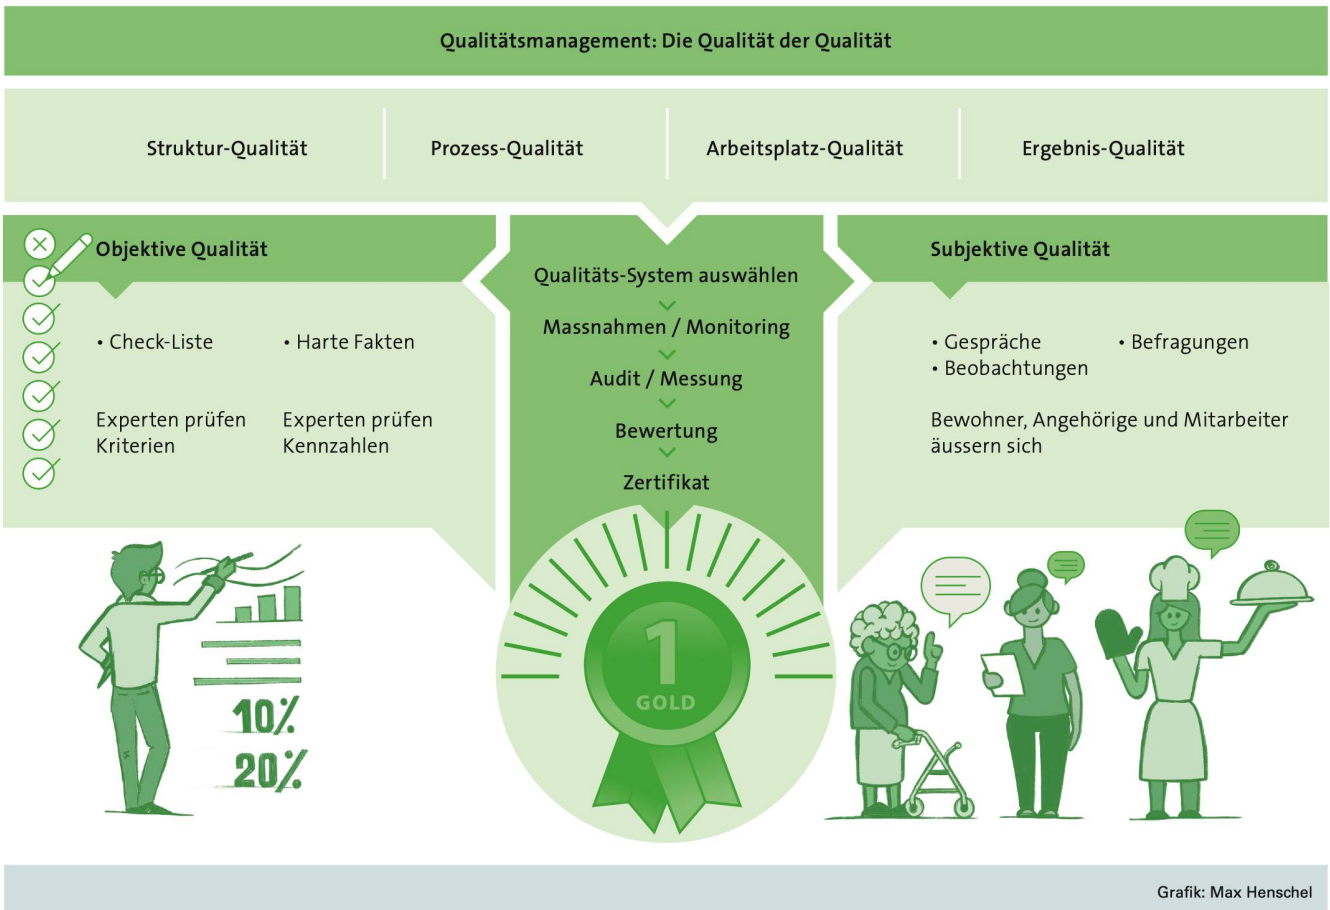 Qualitätsmanagement: Die Qualität der Qualität
Struktur-Qualität
Prozess-Qualität
Arbeitsplatz-Qualität
Ergebnis-Qualität
Objektive Qualität
• Check-Liste
• Harte Fakten
Experten prüfen
Kriterien
Experten prüfen
Kennzahlen
10%
20%
Qualitäts-System auswählen
Massnahmen / Monitoring
Audit / Messung
Bewertung
Zertifikat
1
GOLD
Subjektive Qualität
• Gespräche
• Befragungen
• Beobachtungen
Bewohner, Angehörige und Mitarbeiter
äussern sich
Grafik: Max Henschel